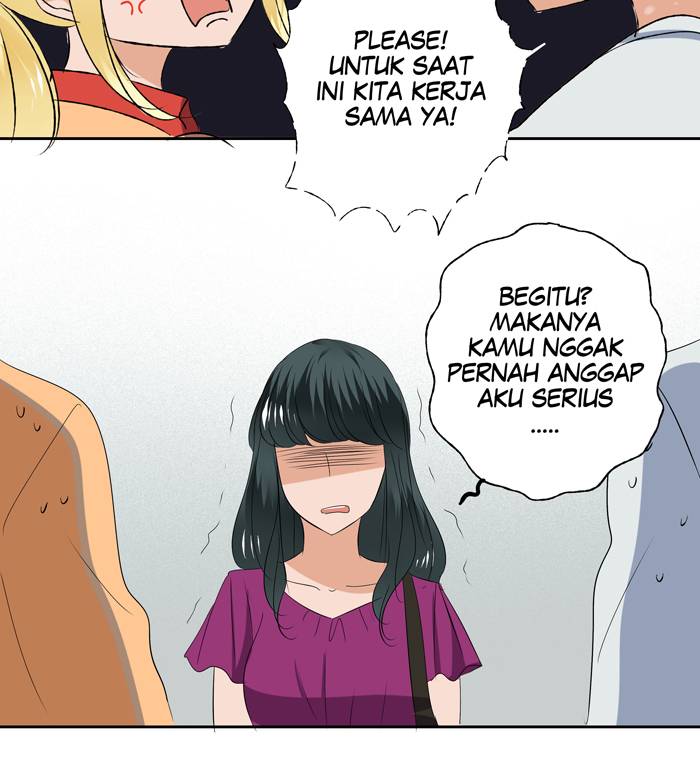 PLEASE!
UNTUK SAAT
INI KITA KERJA
SAMA YA!
BEGITU?
MAKANYA
KAMU NGGAK
PERNAH ANGGAP
AKU SERIUS
.....